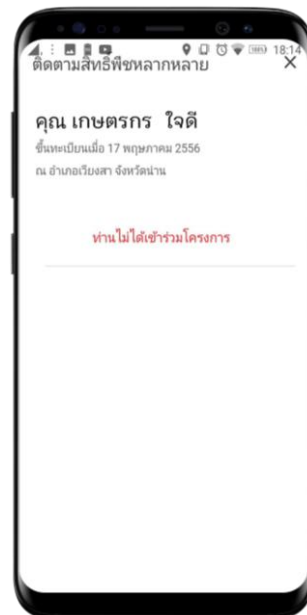 18:14
ติดตามสิทธิพืชหลากหลาย
คุณ เกษตรกร ใจดี
ขึ้นทะเบียนเมื่อ 17 พฤษภาคม 2556
ณ อำเภอเวียงสา จังหวัดน่าน
ท่านไม่ได้เข้าร่วมโครงการ